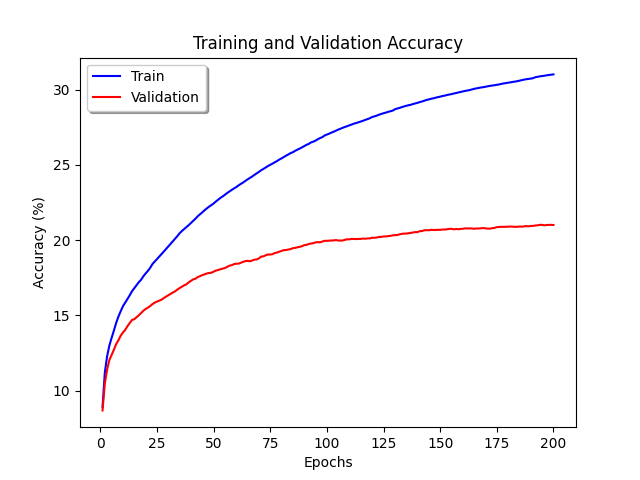 Training and Validation Accuracy
Train
Validation
Accuracy (%)
30
25
20
15
10
0 25 50 75 100 125 150 175 200
Epochs